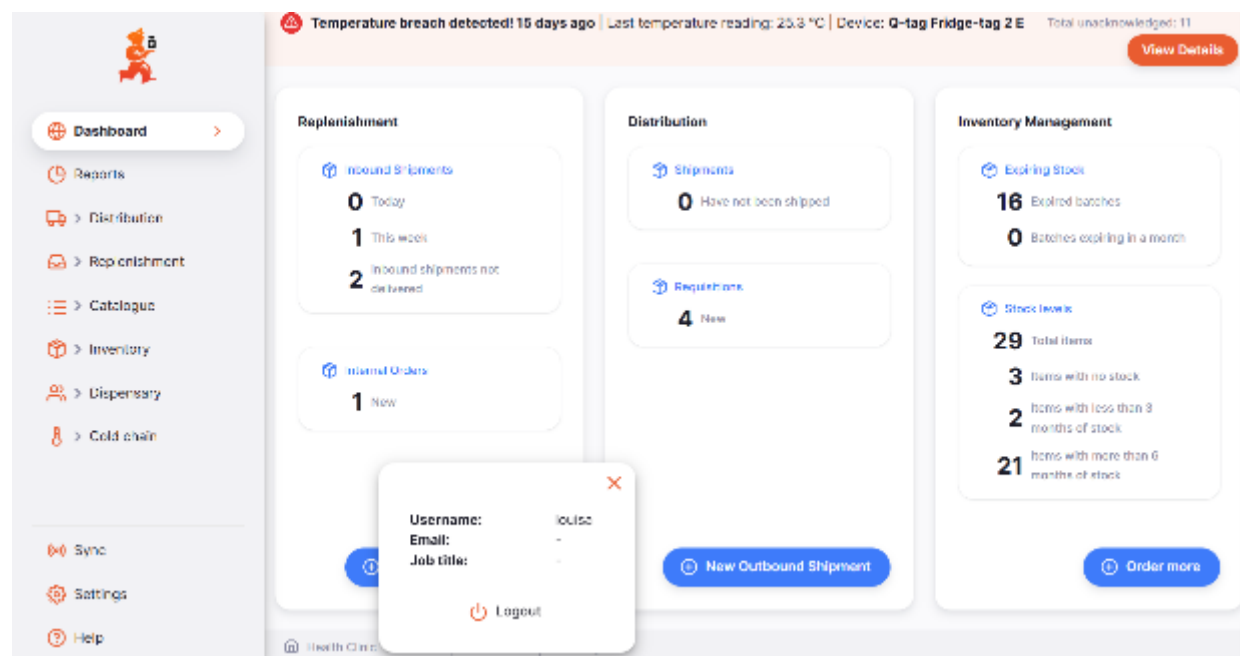 Temperature breach detected! 15 days ago | Last temperature reading: 25.3 °C | Device: Q-tag Fridge-tag 2 E Total unacknowledged: 11
View Details
Dashboard
Reports
Distribution
Replenishment
Catalogue
Inventory
Dispensary
Cold chain
Sync
Settings
Help
Replenishment
Inbound Shipments
0 Today
1 This week
2 Inbound shipments not
delivered
Internal Orders
1 New
Distribution
Shipments
0 Have not been shipped
Requisitions
4 New
Inventory Management
Expiring Stock
16 Expired batches
0 Batches expiring in a month
Stock levels
29 Total items
3 Items with no stock
2 Items with less than 3
months of stock
21 Items with more than 6
months of stock
Username: louise
Email: -
Job title: -
Logout
New Outbound Shipment
Order more
Health Clinic